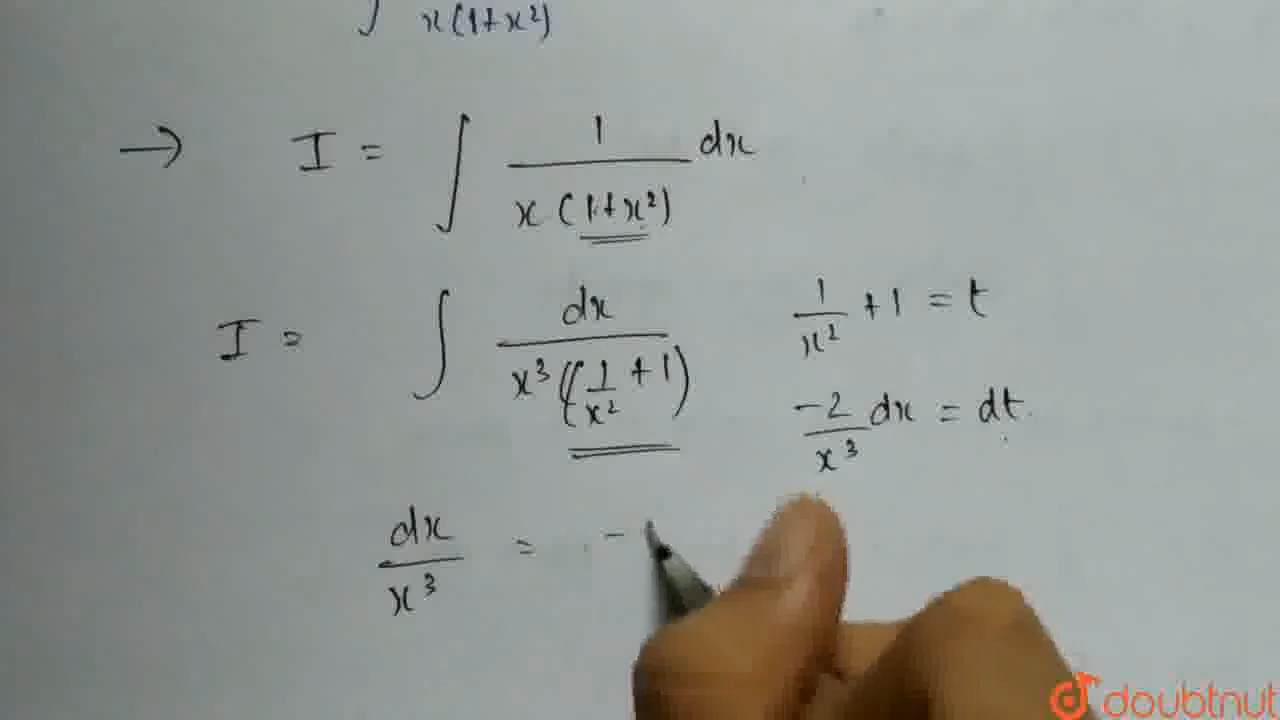 ∫ x(1+x²)
→ I = ∫ 1/(x(1+x²)) dx
I = ∫ dx/(x³((1/x² + 1)) 1/x² + 1 = t
-2/x³ dx = dt.
dx/x³ = -
doubtnut